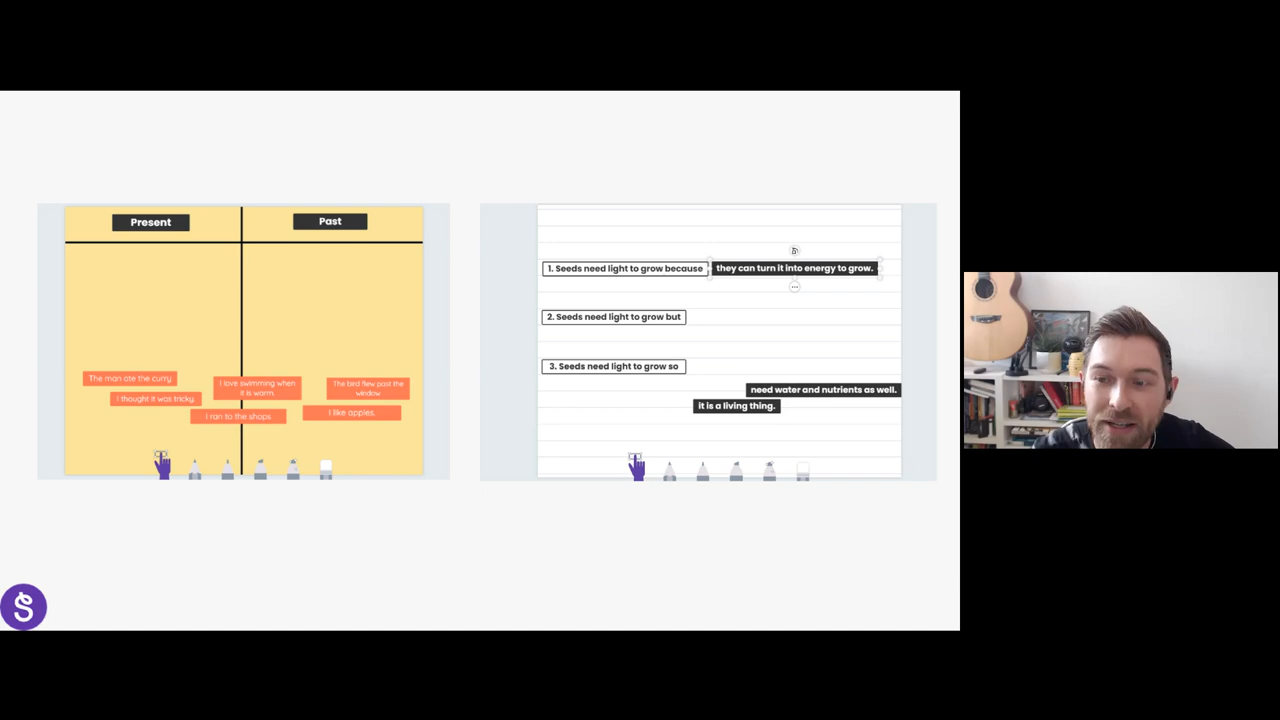 Present
Past
The man ate the curry.
I thought it was tricky.
I love swimming when
it is warm.
I ran to the shops
The bird flew past the
window
I like apples.
1. Seeds need light to grow because
they can turn it into energy to grow.
2. Seeds need light to grow but
3. Seeds need light to grow so
need water and nutrients as well.
it is a living thing.
S